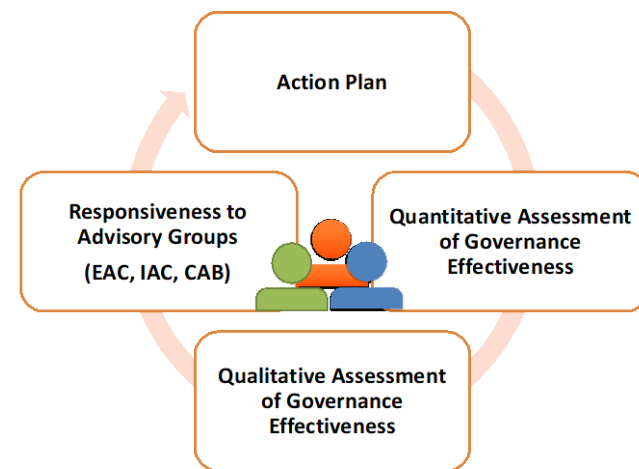 Action Plan
Responsiveness to
Advisory Groups
(EAC, IAC, CAB)
Quantitative Assessment
of Governance
Effectiveness
Qualitative Assessment
of Governance
Effectiveness